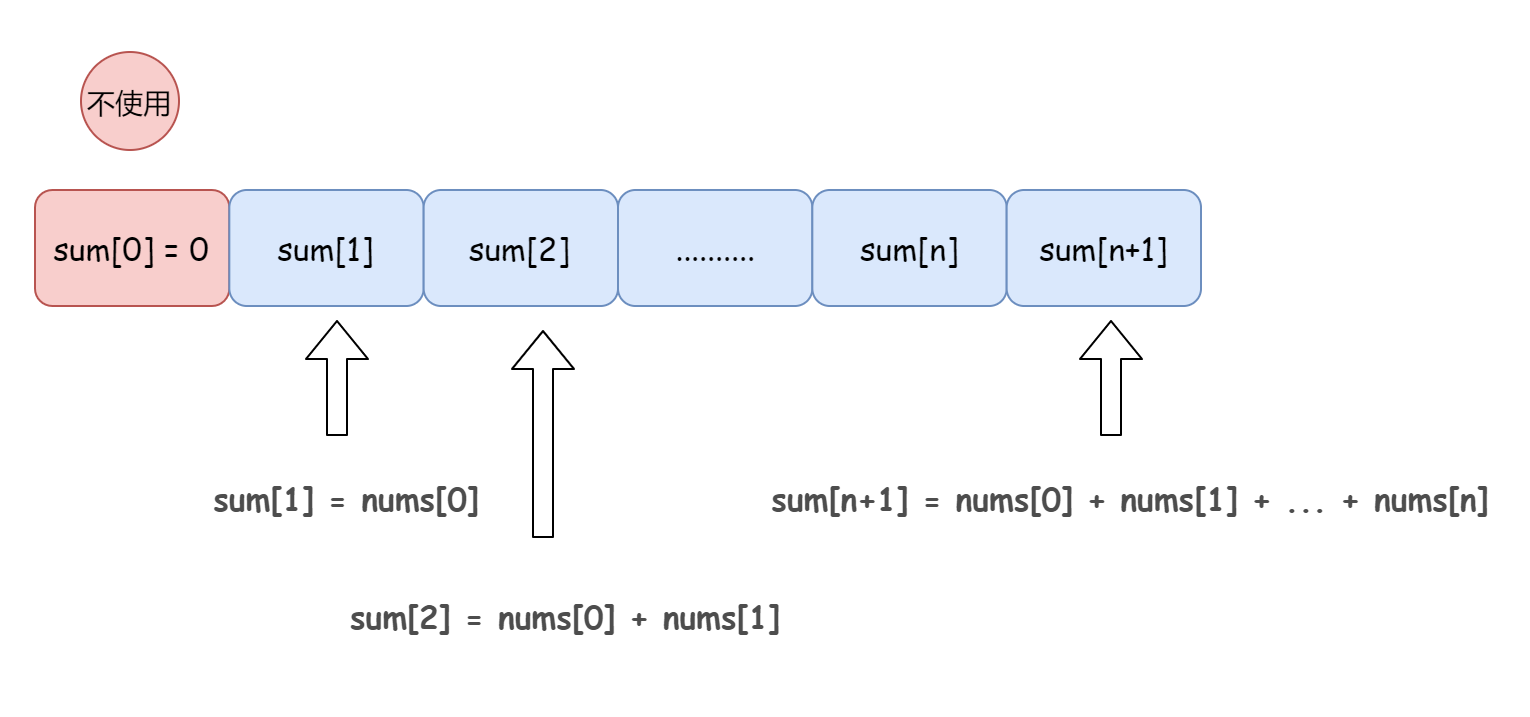 不使用
sum[0] = 0 sum[1] sum[2] .......... sum[n] sum[n+1]
sum[1] = nums[0] sum[n+1] = nums[0] + nums[1] + ... + nums[n]
sum[2] = nums[0] + nums[1]